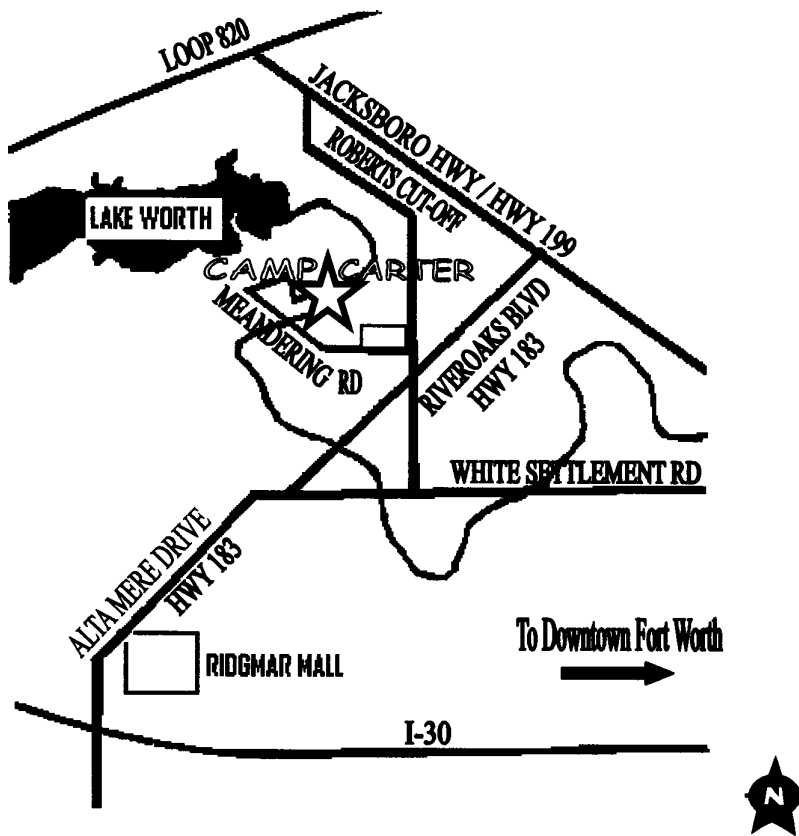 LOOP 820
JACKSBORO HWY / HWY 199
ROBERTS CUT-OFF
LAKE WORTH
CAMP CARTER
MEANDERING RD
RIVEROAKS BLVD
HWY 183
WHITE SETTLEMENT RD
ALTA MERE DRIVE
HWY 183
To Downtown Fort Worth
RIDGMAR MALL
I-30
N